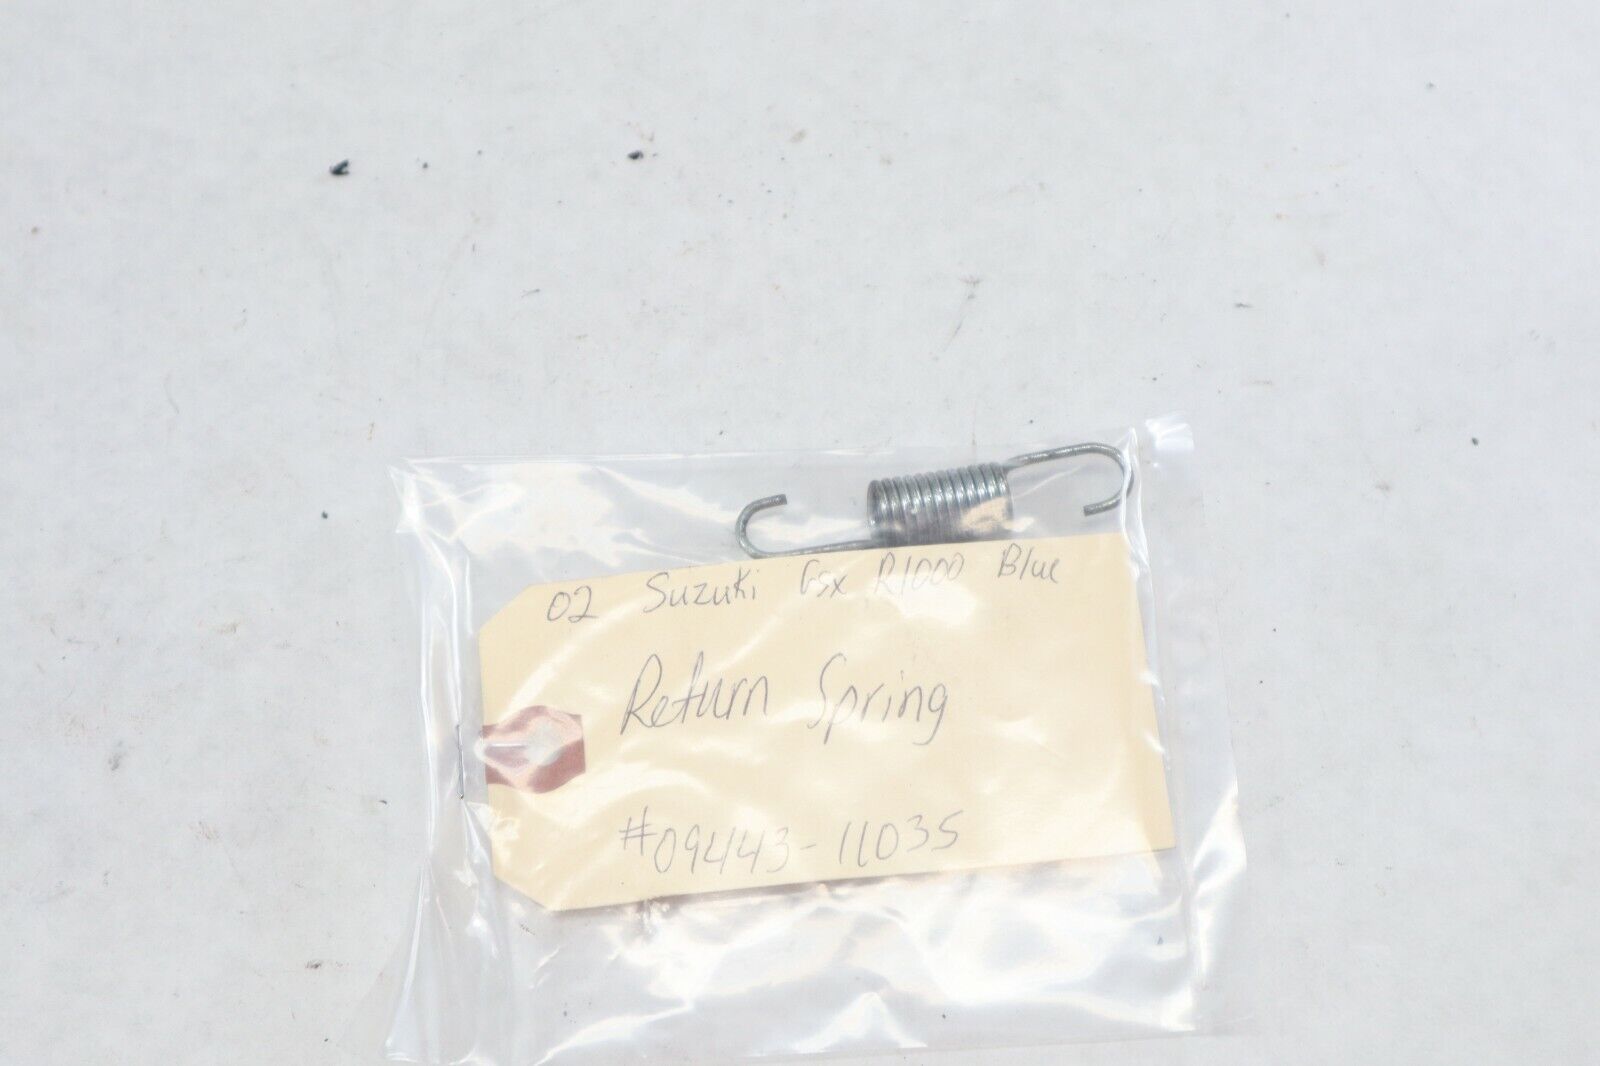 02 Suzuki Gsx R1000 Blue
Return Spring
#09443-11035